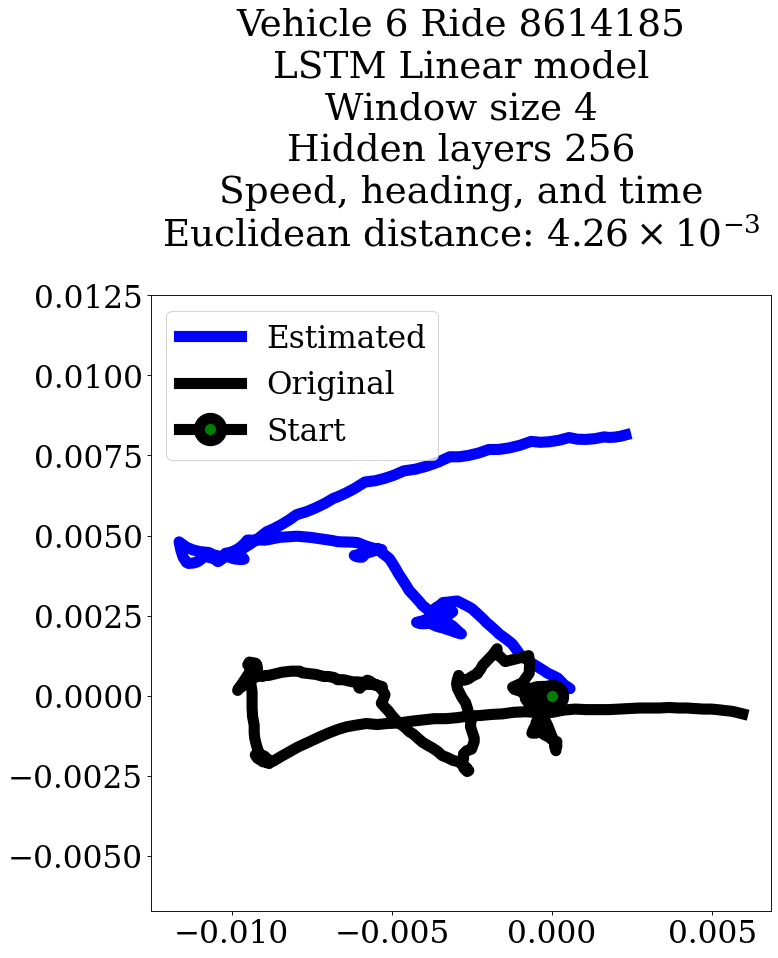 Vehicle 6 Ride 8614185
LSTM Linear model
Window size 4
Hidden layers 256
Speed, heading, and time
Euclidean distance: 4.26 × 10⁻³
0.0125
0.0100
0.0075
0.0050
0.0025
0.0000
−0.0025
−0.0050
Estimated
Original
Start
−0.010 −0.005 0.000 0.005